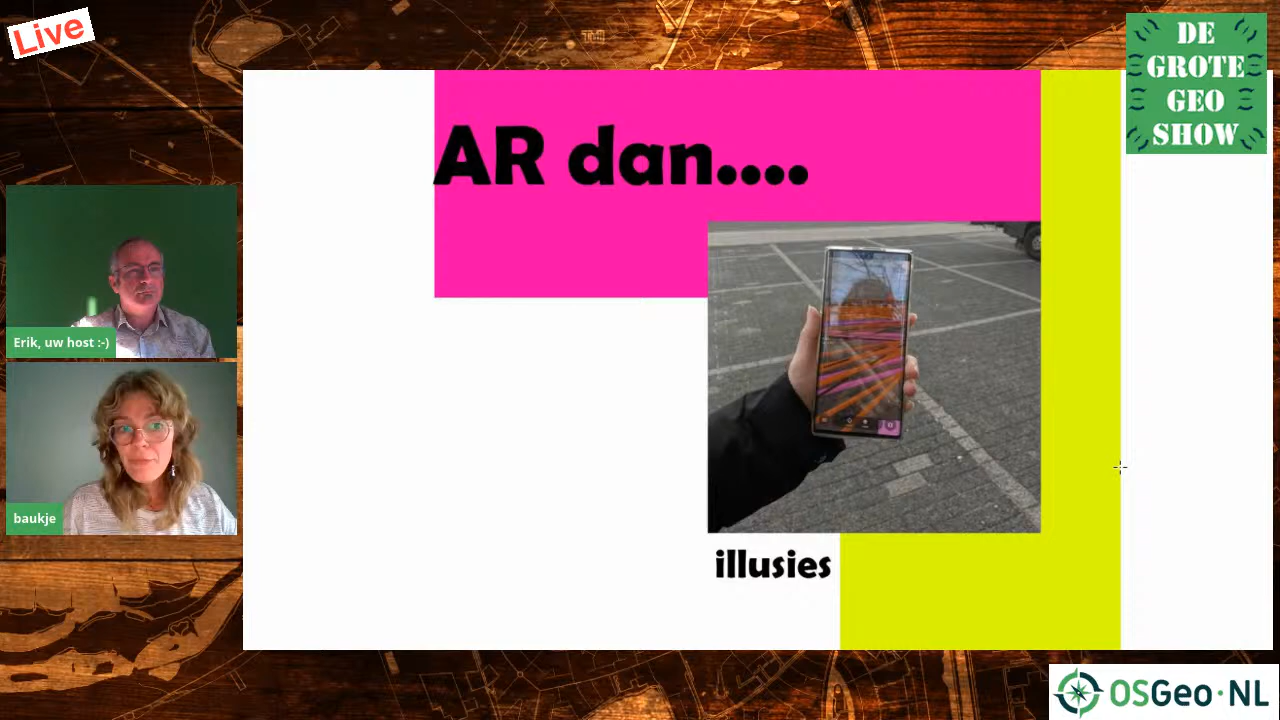 Live
DE
GROTE
GEO
SHOW
AR dan....
Erik, uw host :-)
baukje
illusies
OSGeo·NL